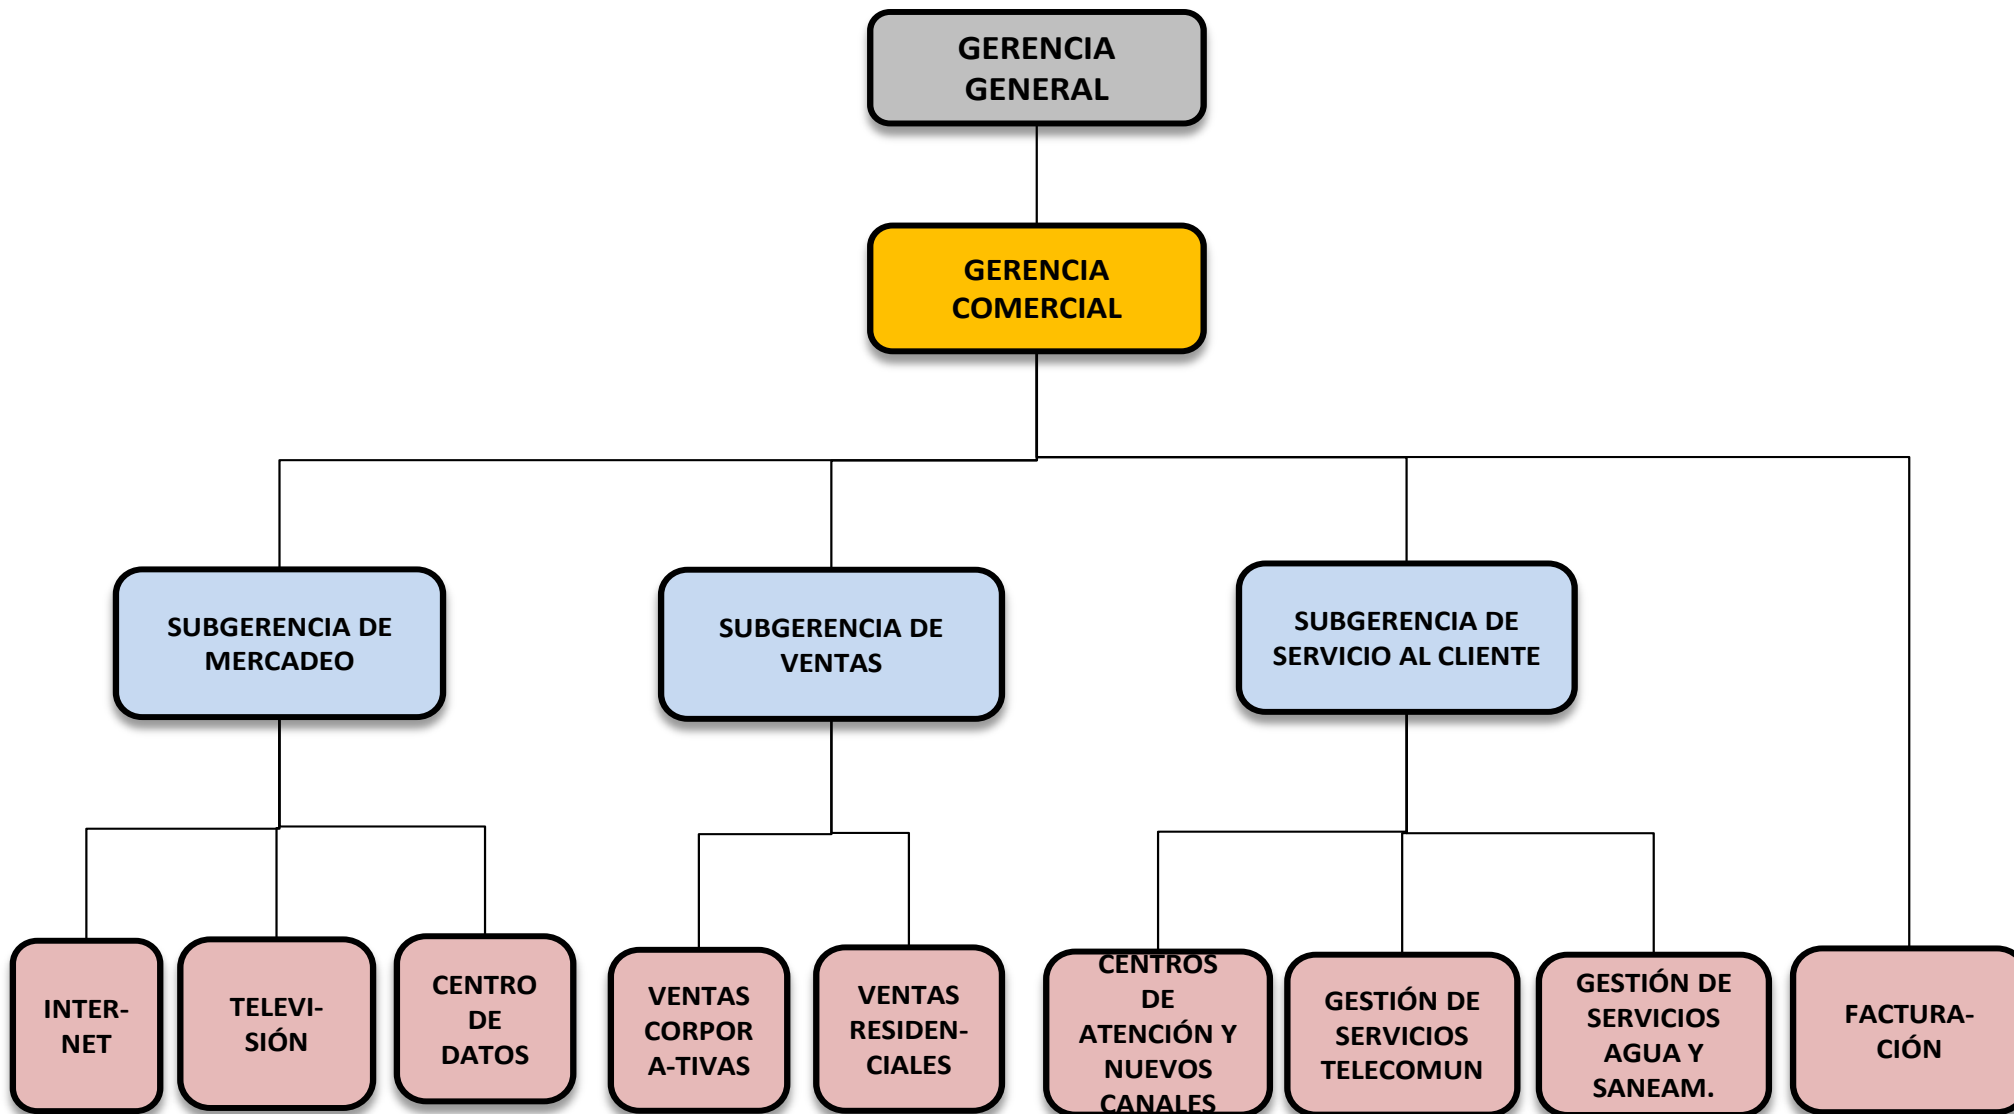 GERENCIA
GENERAL
GERENCIA
COMERCIAL
SUBGERENCIA DE
MERCADEO
SUBGERENCIA DE
VENTAS
SUBGERENCIA DE
SERVICIO AL CLIENTE
INTER-
NET
TELEVI-
SIÓN
CENTRO
DE
DATOS
VENTAS
CORPOR
A-TIVAS
VENTAS
RESIDEN-
CIALES
CENTROS
DE
ATENCIÓN Y
NUEVOS
CANALES
GESTIÓN DE
SERVICIOS
TELECOMUN
GESTIÓN DE
SERVICIOS
AGUA Y
SANEAM.
FACTURA-
CIÓN